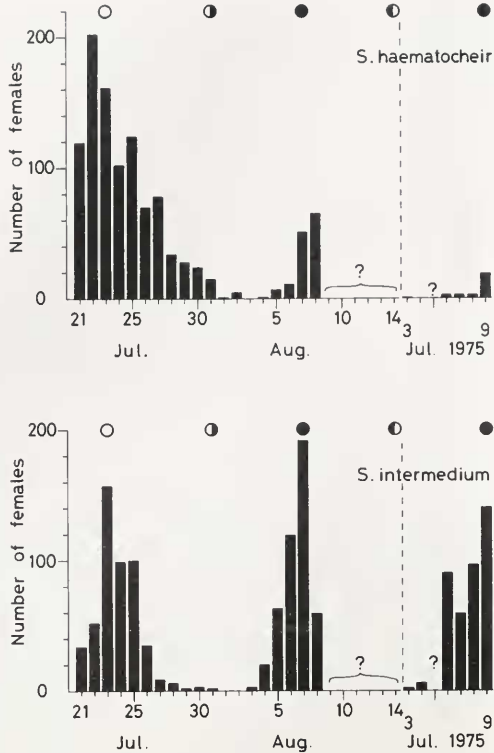 S. haematocheir
Number of females
200
100
0
?
?
21 25 30 5 10 14 3 9
Jul. Aug. Jul. 1975
S. intermedium
Number of females
200
100
0
?
?
21 25 30 5 10 14 3 9
Jul. Aug. Jul. 1975